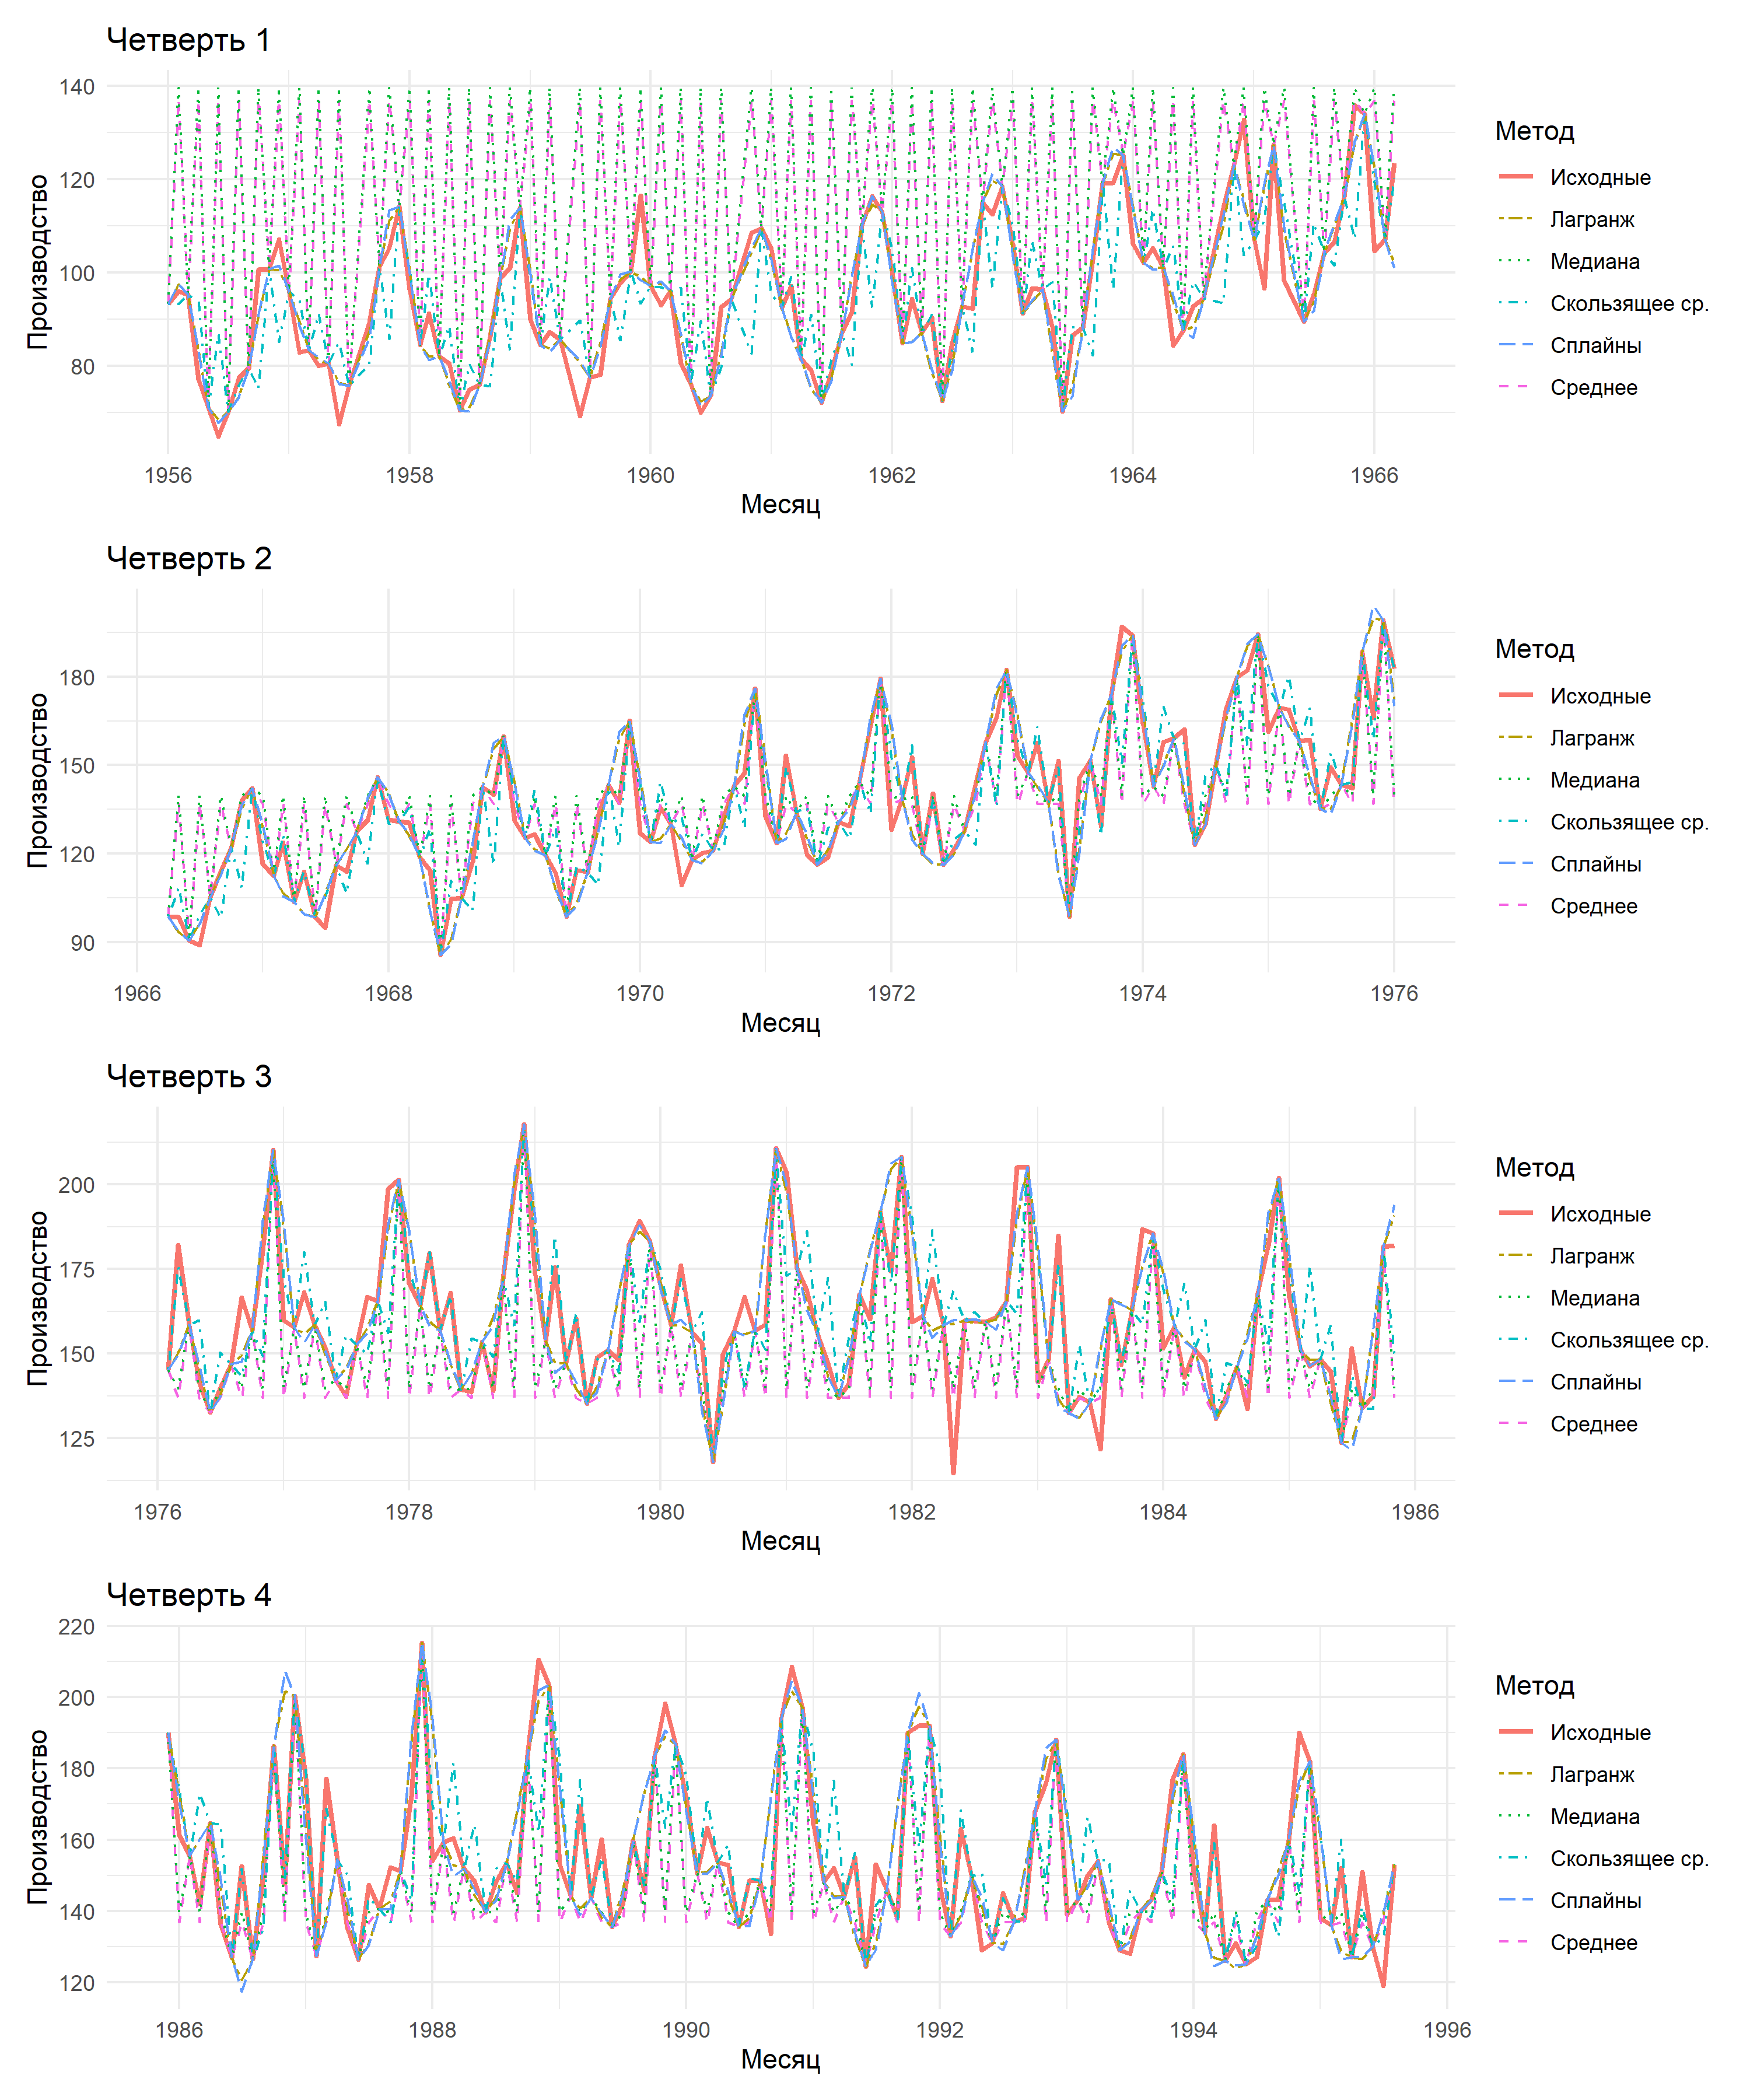 Четверть 1
140
120
100
80
Производство
1956 1958 1960 1962 1964 1966
Месяц
Метод
Исходные
Лагранж
Медиана
Скользящее ср.
Сплайны
Среднее
Четверть 2
180
150
120
90
Производство
1966 1968 1970 1972 1974 1976
Месяц
Метод
Исходные
Лагранж
Медиана
Скользящее ср.
Сплайны
Среднее
Четверть 3
200
175
150
125
Производство
1976 1978 1980 1982 1984 1986
Месяц
Метод
Исходные
Лагранж
Медиана
Скользящее ср.
Сплайны
Среднее
Четверть 4
220
200
180
160
140
120
Производство
1986 1988 1990 1992 1994 1996
Месяц
Метод
Исходные
Лагранж
Медиана
Скользящее ср.
Сплайны
Среднее